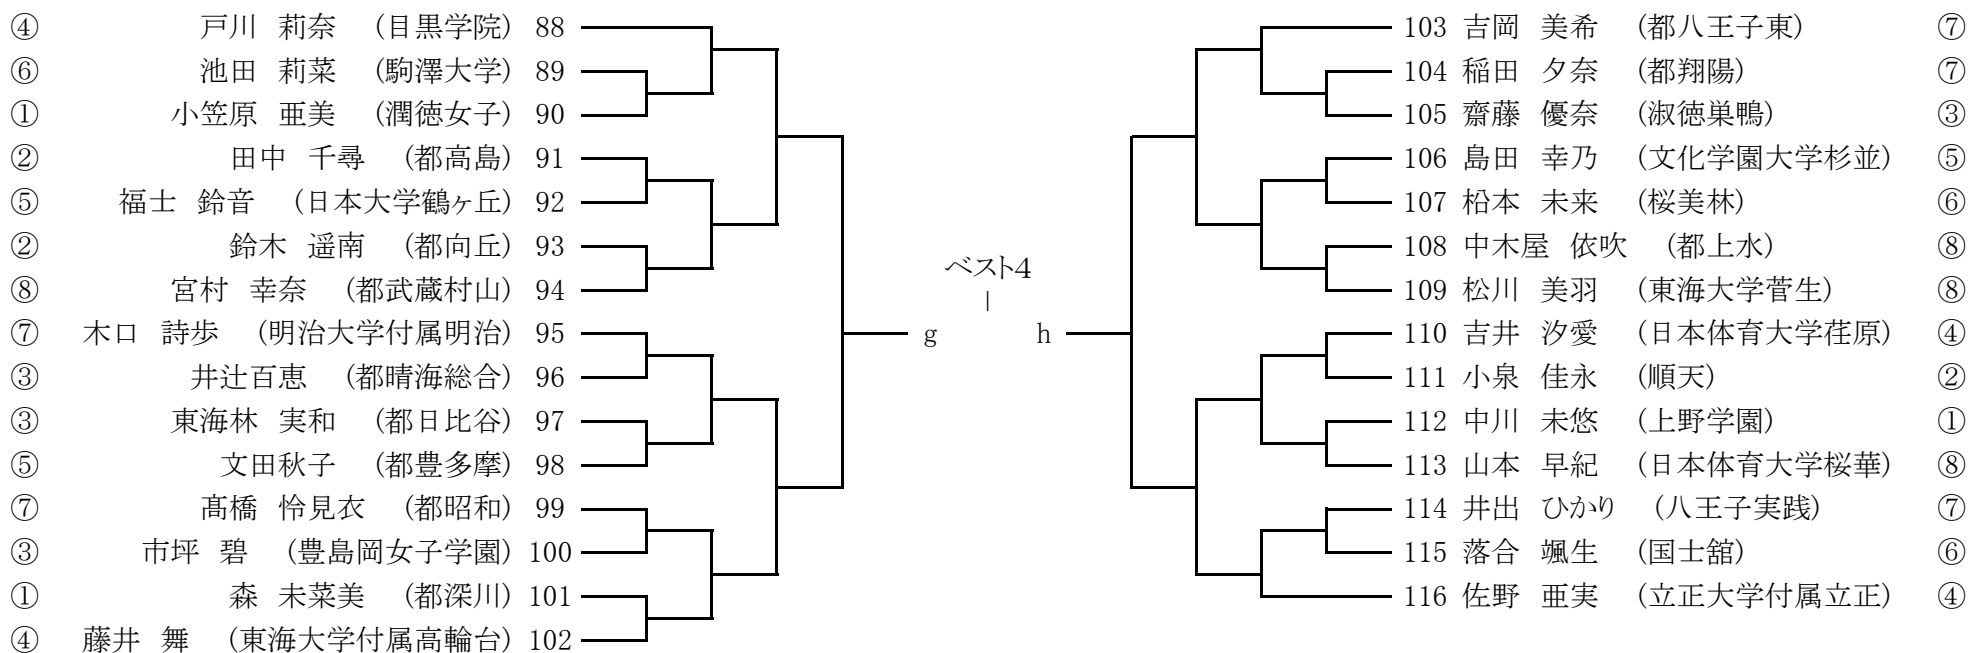 ④ 戸川 莉奈 (目黒学院) 88
⑥ 池田 莉菜 (駒澤大学) 89
① 小笠原 亜美 (潤徳女子) 90
② 田中 千尋 (都高島) 91
⑤ 福士 鈴音 (日本大学鶴ヶ丘) 92
② 鈴木 遥南 (都向丘) 93
⑧ 宮村 幸奈 (都武蔵村山) 94
⑦ 木口 詩歩 (明治大学付属明治) 95
③ 井辻百恵 (都晴海総合) 96
③ 東海林 実和 (都日比谷) 97
⑤ 文田秋子 (都豊多摩) 98
⑦ 髙橋 怜見衣 (都昭和) 99
③ 市坪 碧 (豊島岡女子学園) 100
① 森 未菜美 (都深川) 101
④ 藤井 舞 (東海大学付属高輪台) 102
ベスト4
|
g h
103 吉岡 美希 (都八王子東) ⑦
104 稲田 夕奈 (都翔陽) ⑦
105 齋藤 優奈 (淑徳巣鴨) ③
106 島田 幸乃 (文化学園大学杉並) ⑤
107 柗本 未来 (桜美林) ⑥
108 中木屋 依吹 (都上水) ⑧
109 松川 美羽 (東海大学菅生) ⑧
110 吉井 汐愛 (日本体育大学荏原) ④
111 小泉 佳永 (順天) ②
112 中川 未悠 (上野学園) ①
113 山本 早紀 (日本体育大学桜華) ⑧
114 井出 ひかり (八王子実践) ⑦
115 落合 颯生 (国士舘) ⑥
116 佐野 亜実 (立正大学付属立正) ④